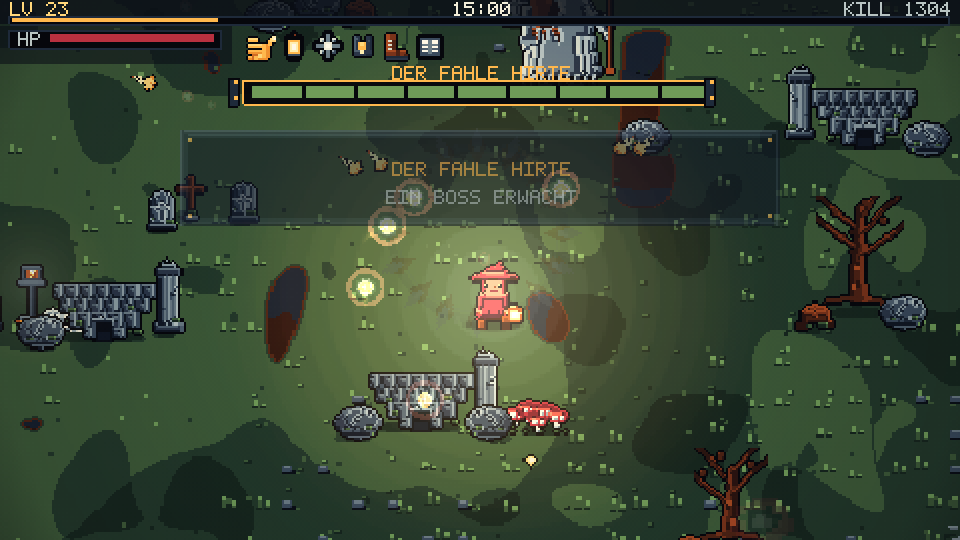 LV 23
15:00
KILL 1304
HP
DER FAHLE HIRTE
DER FAHLE HIRTE
EIN BOSS ERWACHT